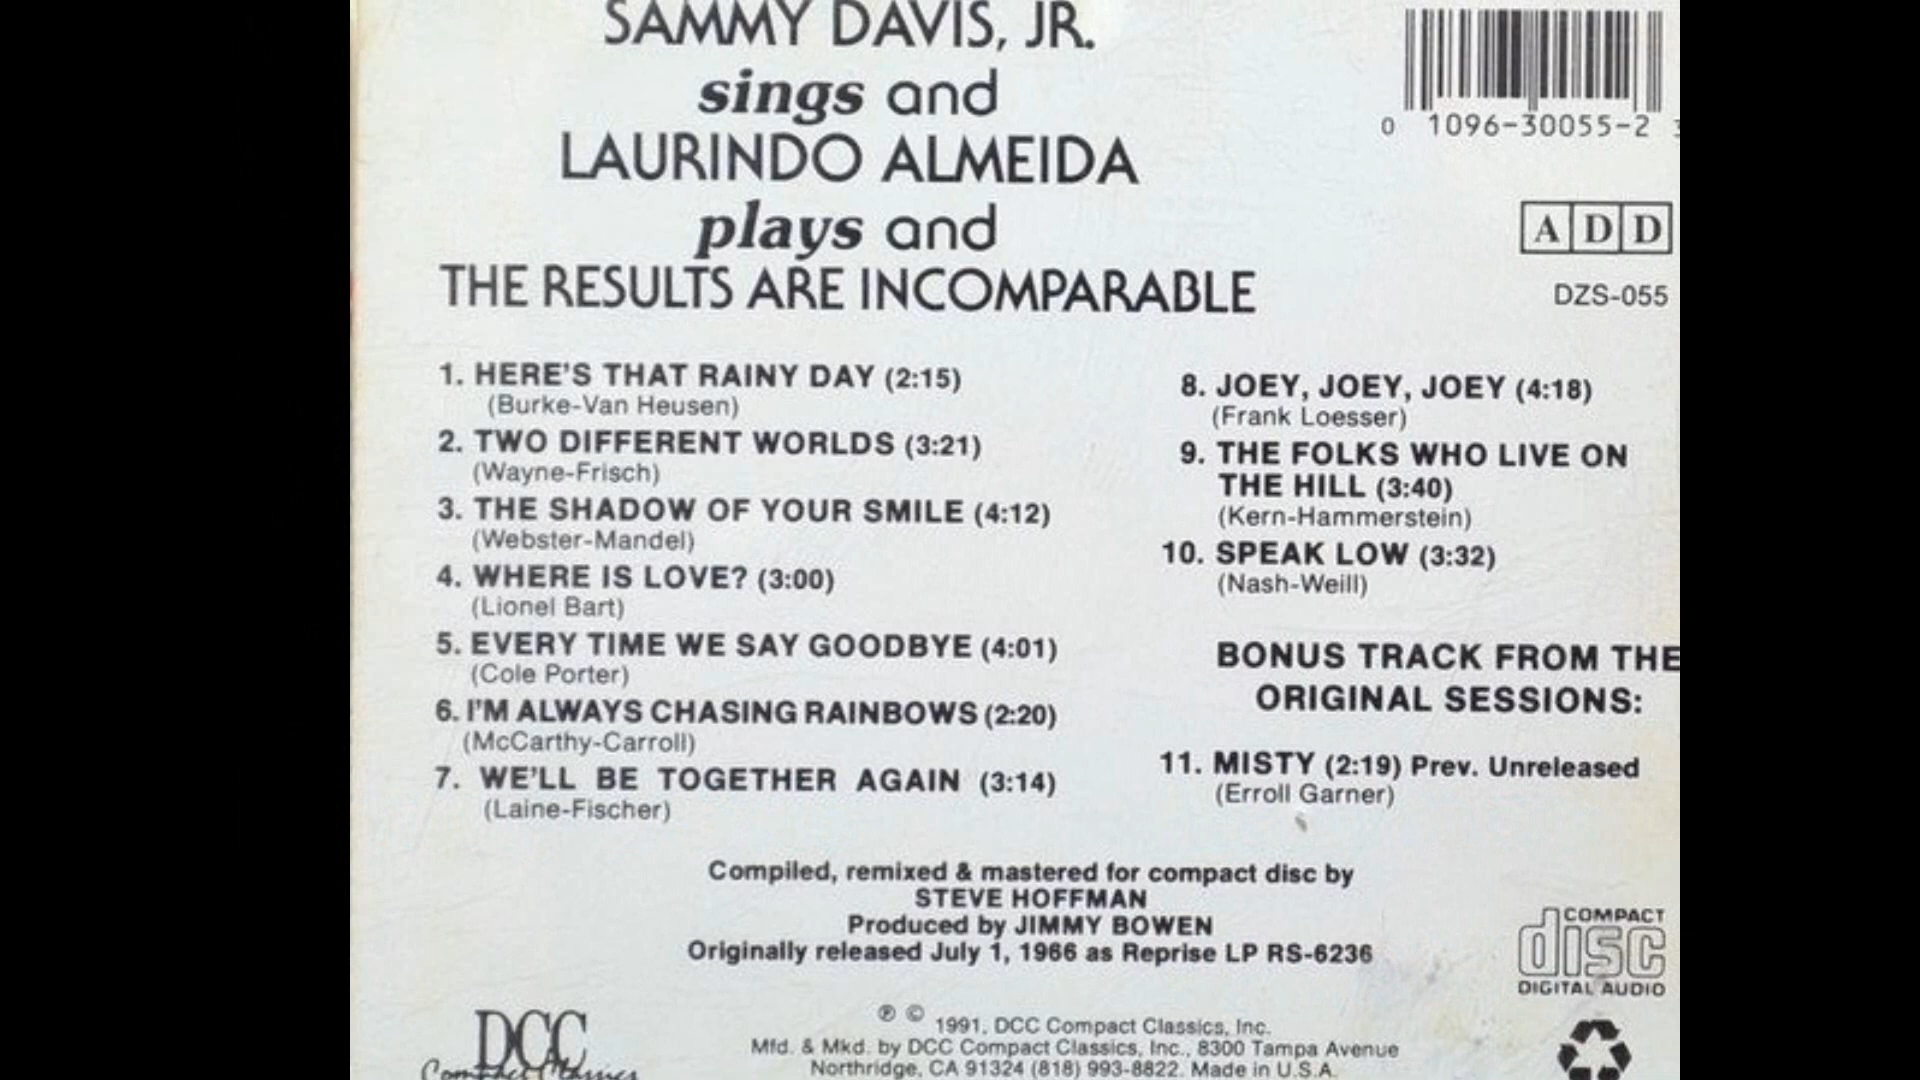 SAMMY DAVIS, JR.
sings and
LAURINDO ALMEIDA
plays and
THE RESULTS ARE INCOMPARABLE
0 1096-30055-2
ADD
DZS-055
1. HERE'S THAT RAINY DAY (2:15)
(Burke-Van Heusen)
2. TWO DIFFERENT WORLDS (3:21)
(Wayne-Frisch)
3. THE SHADOW OF YOUR SMILE (4:12)
(Webster-Mandel)
4. WHERE IS LOVE? (3:00)
(Lionel Bart)
5. EVERY TIME WE SAY GOODBYE (4:01)
(Cole Porter)
6. I'M ALWAYS CHASING RAINBOWS (2:20)
(McCarthy-Carroll)
7. WE'LL BE TOGETHER AGAIN (3:14)
(Laine-Fischer)
8. JOEY, JOEY, JOEY (4:18)
(Frank Loesser)
9. THE FOLKS WHO LIVE ON
THE HILL (3:40)
(Kern-Hammerstein)
10. SPEAK LOW (3:32)
(Nash-Weill)
BONUS TRACK FROM THE
ORIGINAL SESSIONS:
11. MISTY (2:19) Prev. Unreleased
(Erroll Garner)
Compiled, remixed & mastered for compact disc by
STEVE HOFFMAN
Produced by JIMMY BOWEN
Originally released July 1, 1966 as Reprise LP RS-6236
COMPACT
disc
DIGITAL AUDIO
DCC
Compact Classics
℗ © 1991, DCC Compact Classics, Inc.
Mfd. & Mkd. by DCC Compact Classics, Inc., 8300 Tampa Avenue
Northridge, CA 91324 (818) 993-8822. Made in U.S.A.